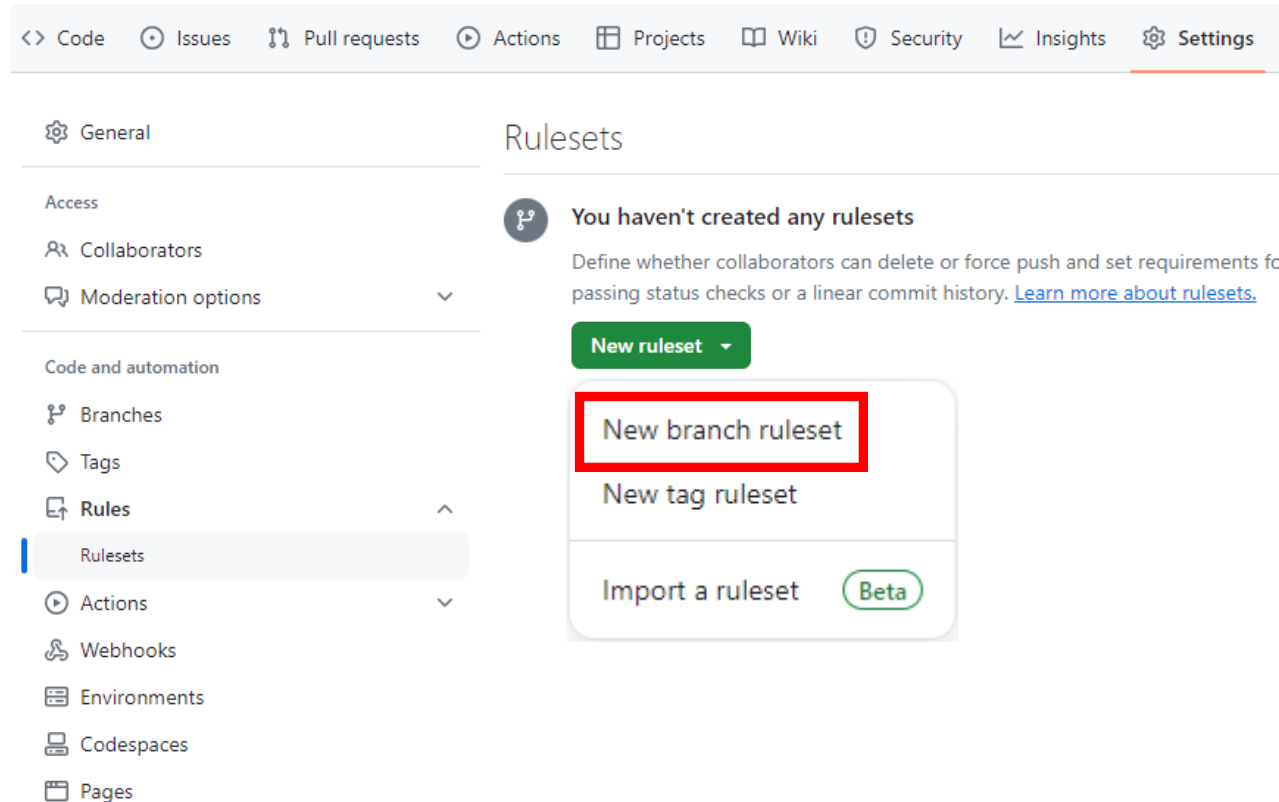 Code Issues Pull requests Actions Projects Wiki Security Insights Settings
General
Access
Collaborators
Moderation options
Code and automation
Branches
Tags
Rules
Rulesets
Actions
Webhooks
Environments
Codespaces
Pages
Rulesets
You haven't created any rulesets
Define whether collaborators can delete or force push and set requirements fo
passing status checks or a linear commit history. Learn more about rulesets.
New ruleset
New branch ruleset
New tag ruleset
Import a ruleset Beta